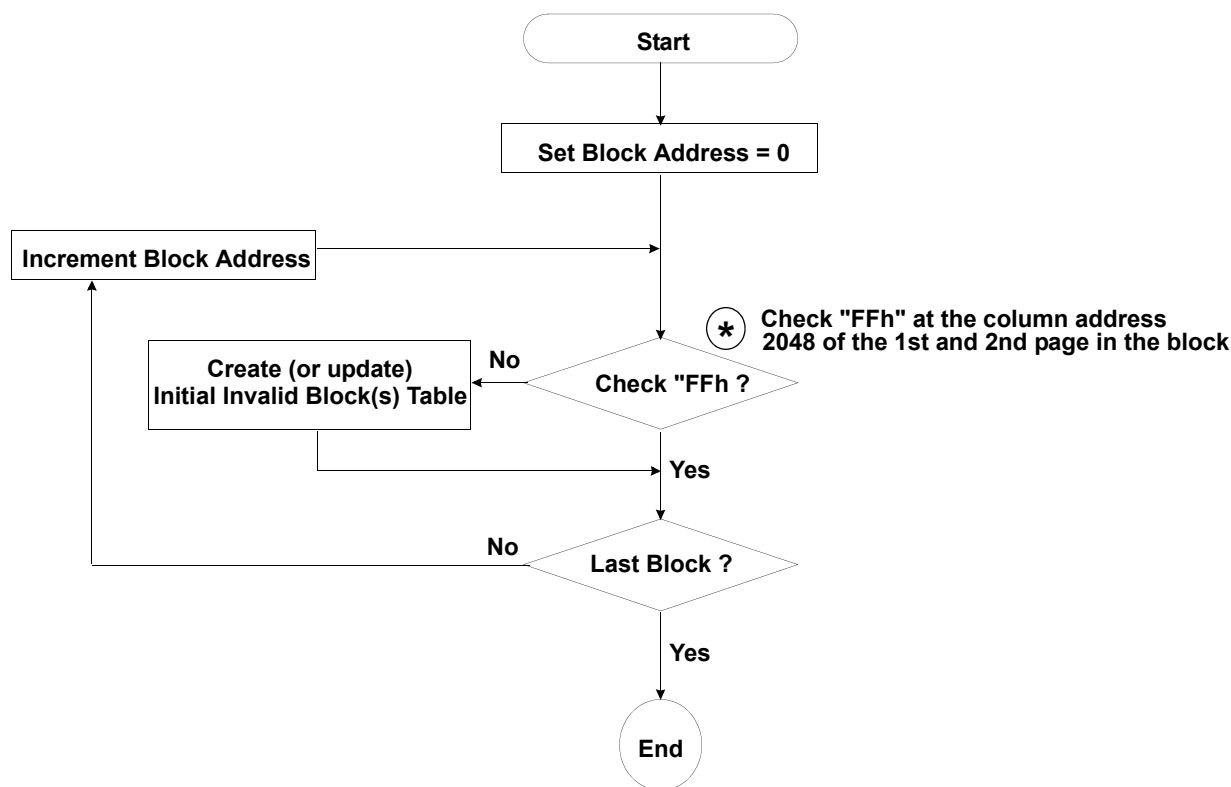 Start
Set Block Address = 0
Increment Block Address
* Check "FFh" at the column address
2048 of the 1st and 2nd page in the block
No
Create (or update)
Initial Invalid Block(s) Table
Check "FFh ?
Yes
No
Last Block ?
Yes
End